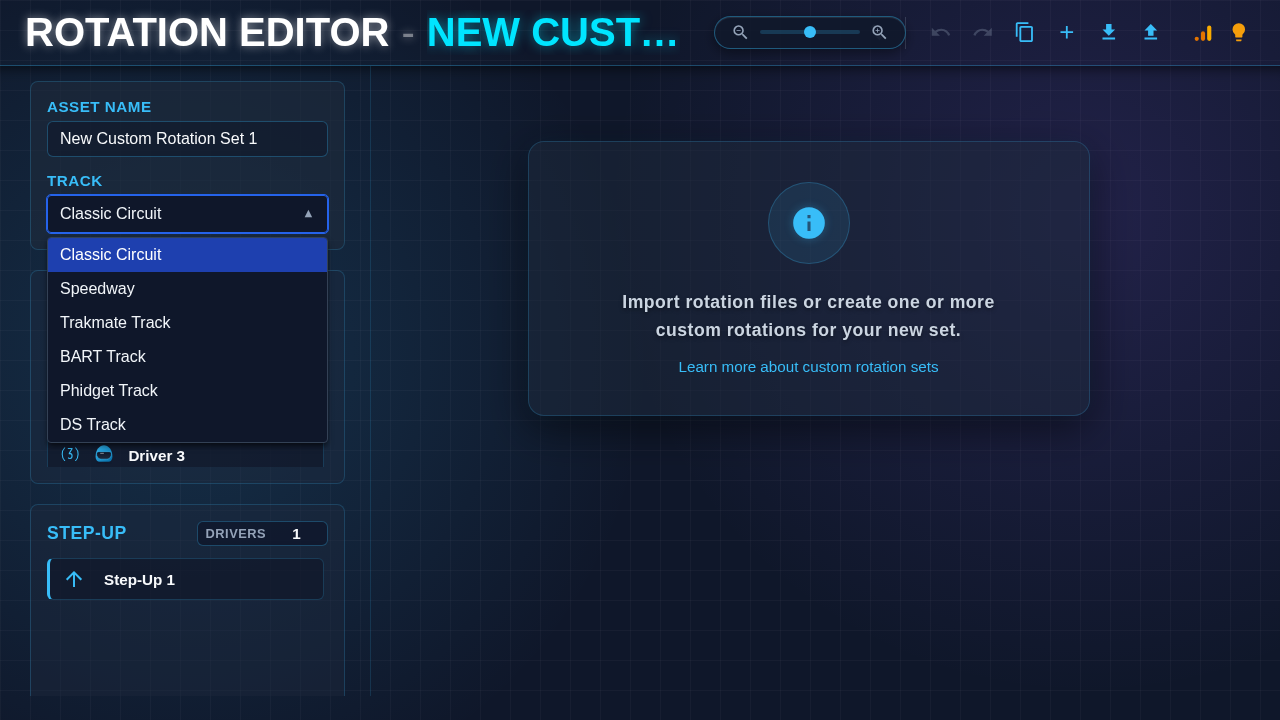 ROTATION EDITOR - NEW CUST...
ASSET NAME
New Custom Rotation Set 1
TRACK
Classic Circuit ▲
Classic Circuit
Speedway
Trakmate Track
BART Track
Phidget Track
DS Track
(3) Driver 3
STEP-UP DRIVERS 1
Step-Up 1
Import rotation files or create one or more
custom rotations for your new set.
Learn more about custom rotation sets